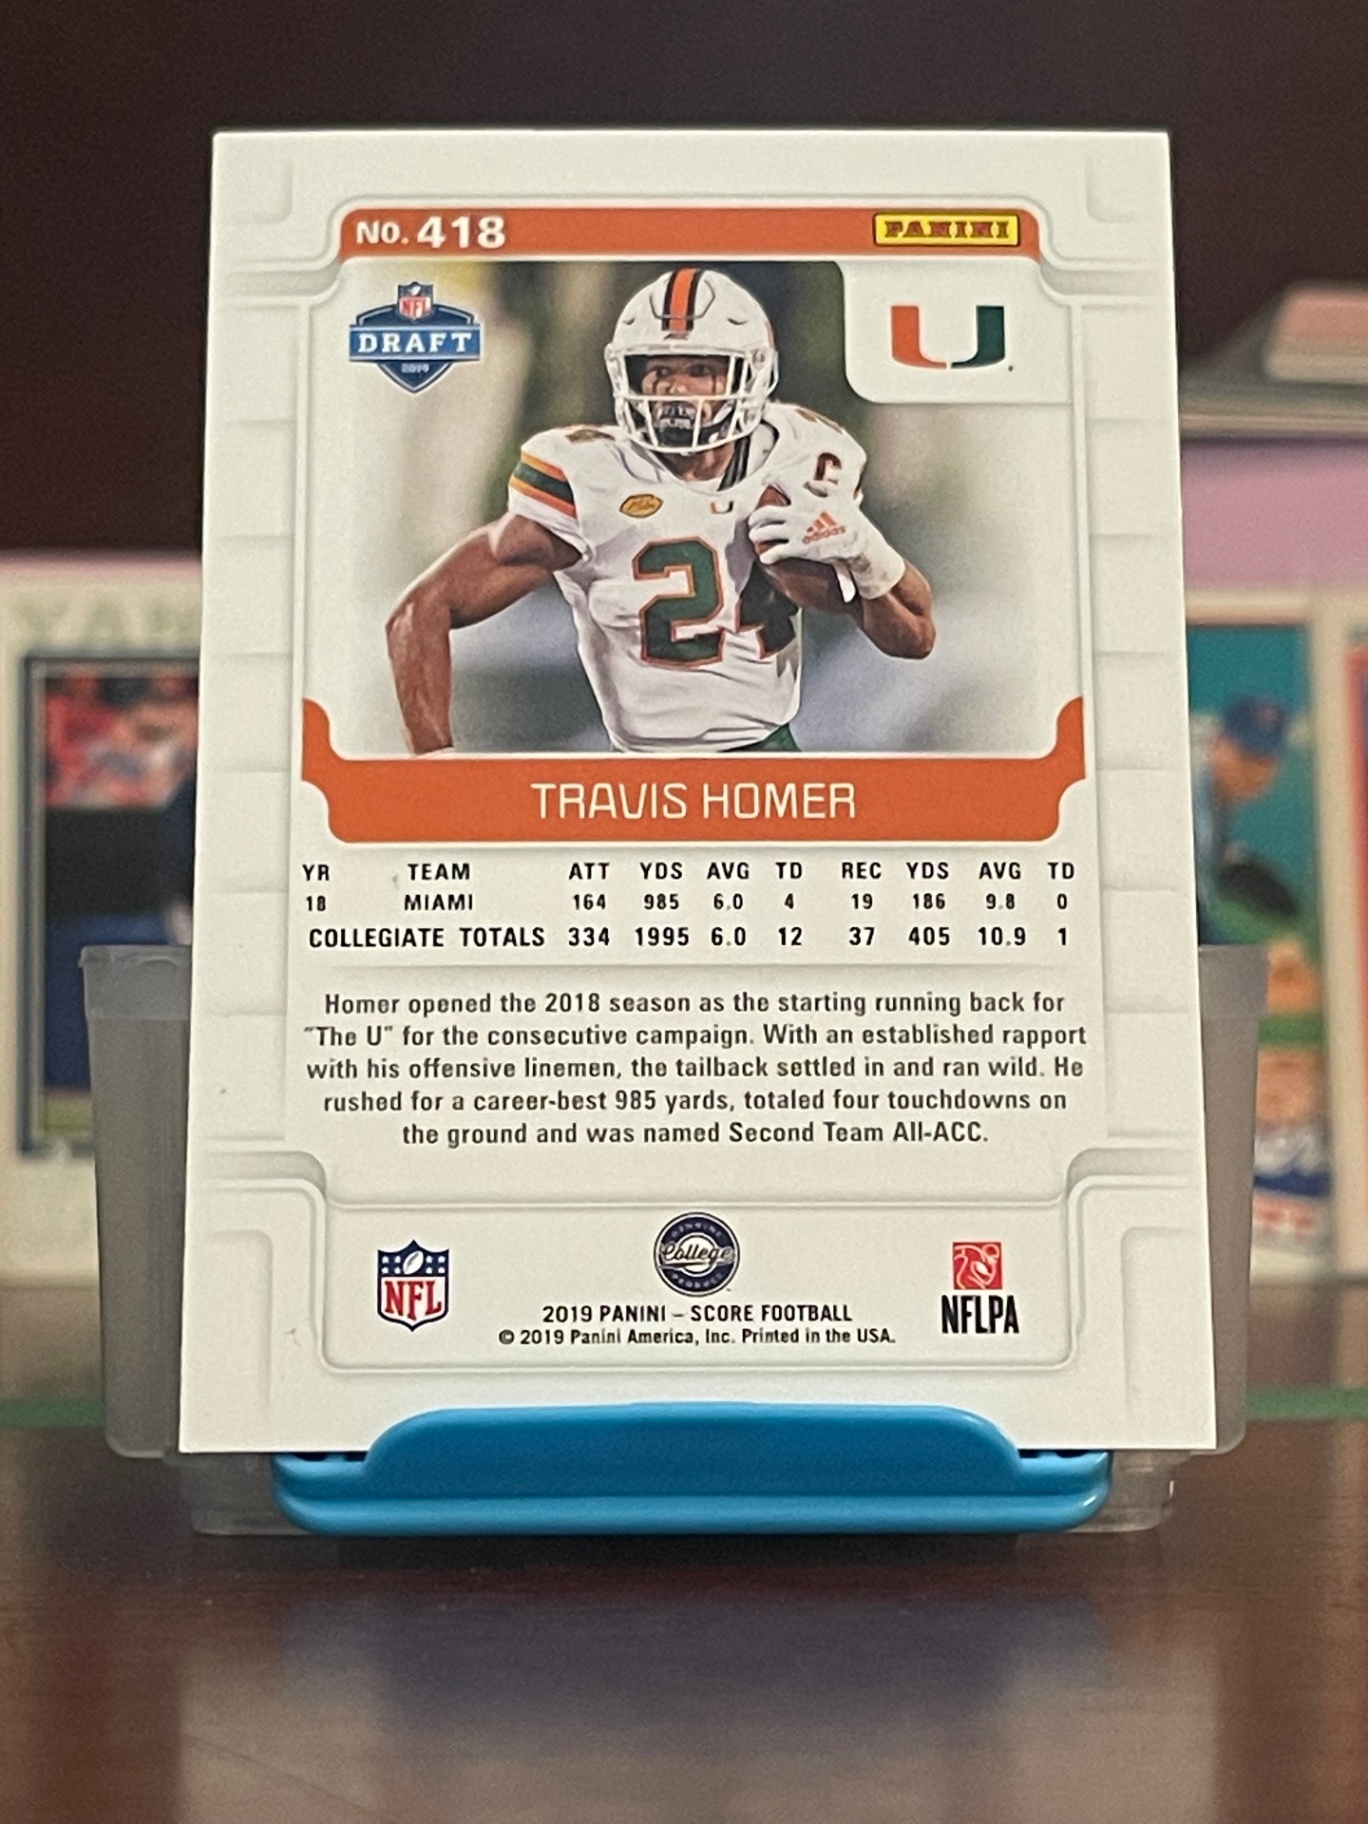 NO. 418
PANINI
NFL
DRAFT
2019
U
C
adidas
U
24
TRAVIS HOMER
YR TEAM ATT YDS AVG TD REC YDS AVG TD
18 MIAMI 164 985 6.0 4 19 186 9.8 0
COLLEGIATE TOTALS 334 1995 6.0 12 37 405 10.9 1
Homer opened the 2018 season as the starting running back for
"The U" for the consecutive campaign. With an established rapport
with his offensive linemen, the tailback settled in and ran wild. He
rushed for a career-best 985 yards, totaled four touchdowns on
the ground and was named Second Team All-ACC.
NFL
College
NFLPA
2019 PANINI – SCORE FOOTBALL
© 2019 Panini America, Inc. Printed in the USA.